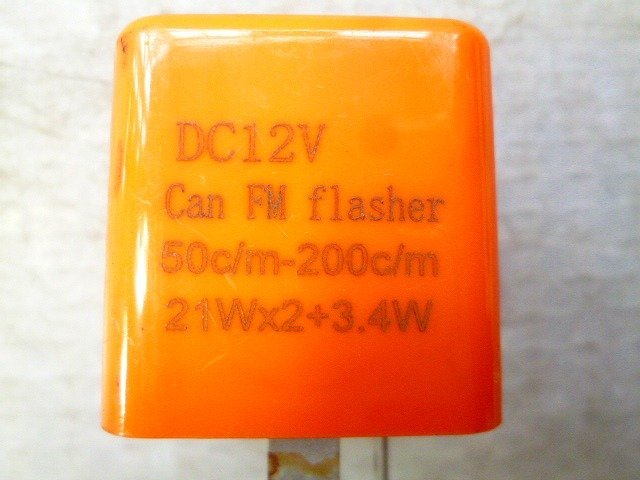 DC12V
Can FM flasher
50c/m-200c/m
21Wx2+3.4W